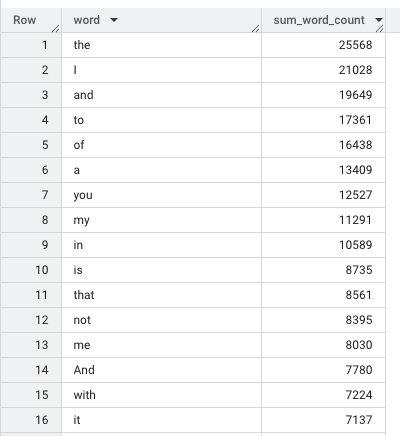 Row word sum_word_count
1 the 25568
2 I 21028
3 and 19649
4 to 17361
5 of 16438
6 a 13409
7 you 12527
8 my 11291
9 in 10589
10 is 8735
11 that 8561
12 not 8395
13 me 8030
14 And 7780
15 with 7224
16 it 7137